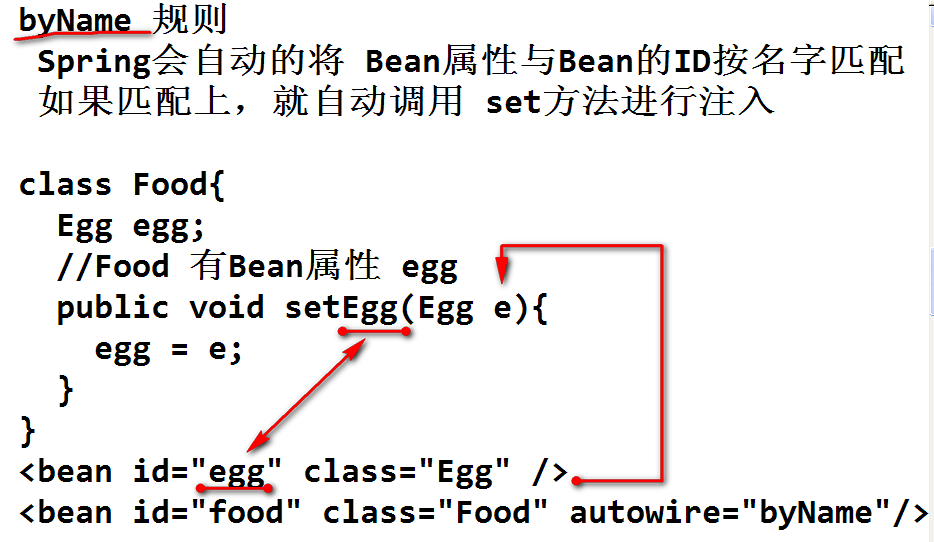 byName 规则
Spring会自动的将 Bean属性与Bean的ID按名字匹配
如果匹配上，就自动调用 set方法进行注入
class Food{
Egg egg;
//Food 有Bean属性 egg
public void setEgg(Egg e){
egg = e;
}
}
<bean id="egg" class="Egg" />
<bean id="food" class="Food" autowire="byName"/>